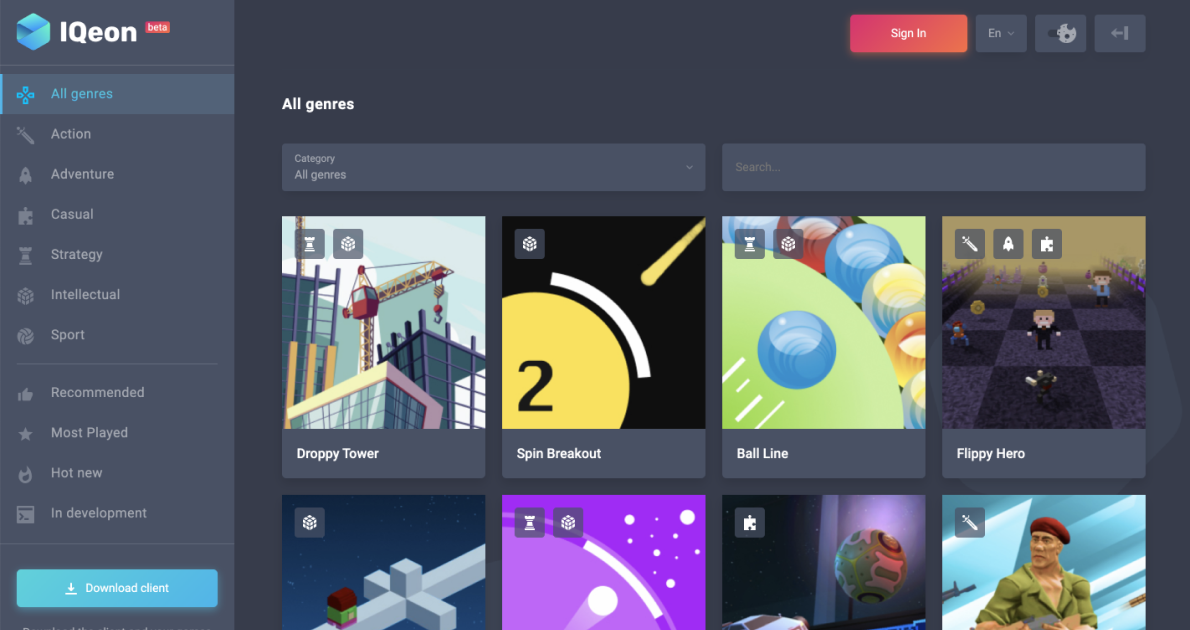 IQeon beta
All genres
Action
Adventure
Casual
Strategy
Intellectual
Sport
Recommended
Most Played
Hot new
In development
Download client
Sign In
En
All genres
Category
All genres
Search...
2
Droppy Tower
Spin Breakout
Ball Line
Flippy Hero